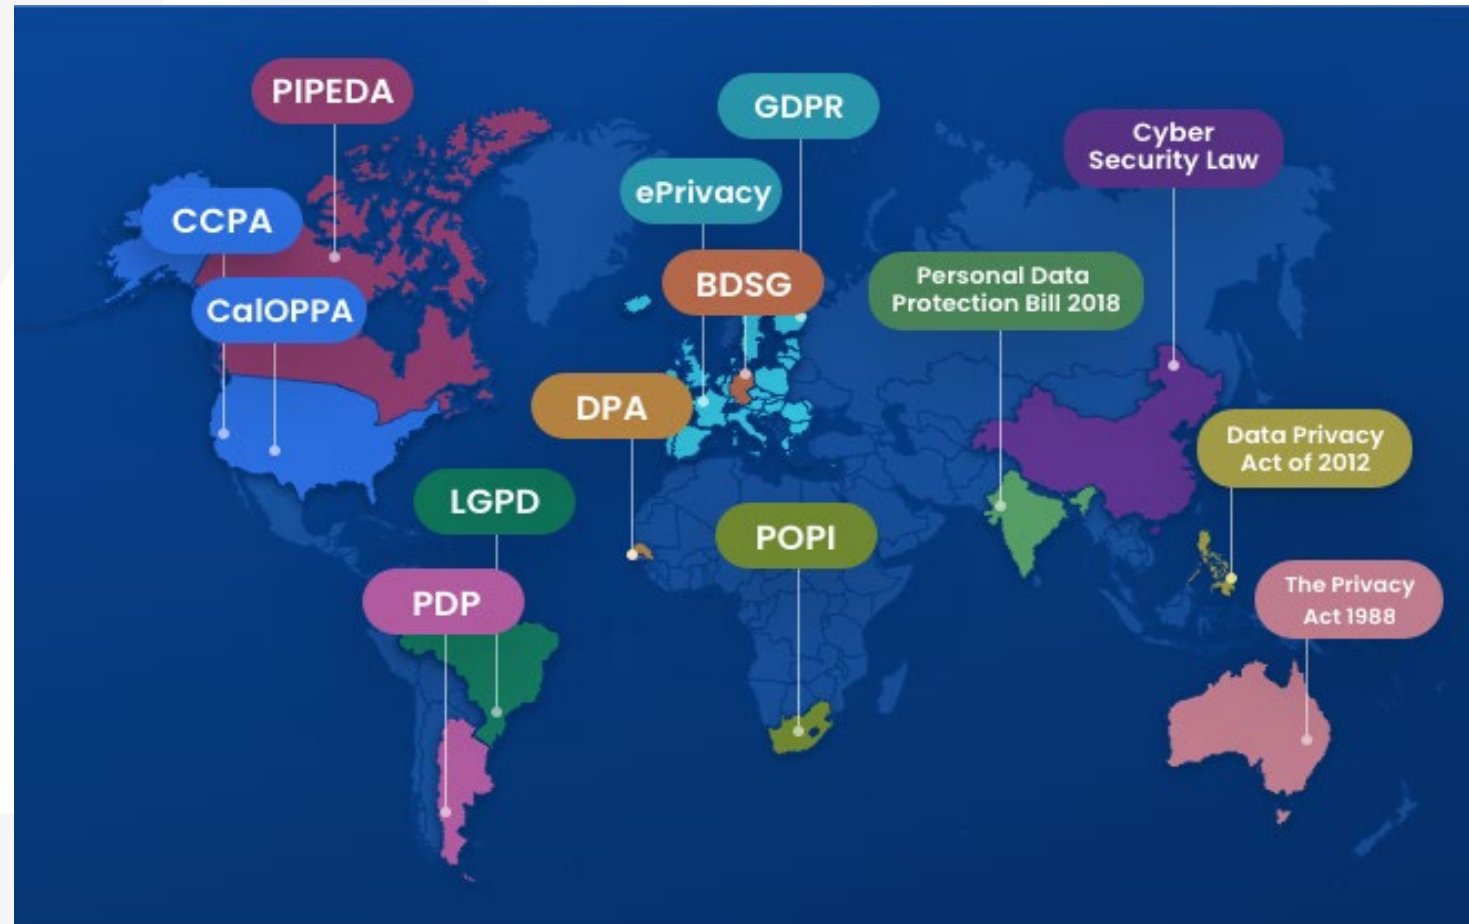 PIPEDA
GDPR
Cyber
Security Law
ePrivacy
CCPA
BDSG
Personal Data
Protection Bill 2018
CalOPPA
DPA
Data Privacy
Act of 2012
LGPD
POPI
PDP
The Privacy
Act 1988